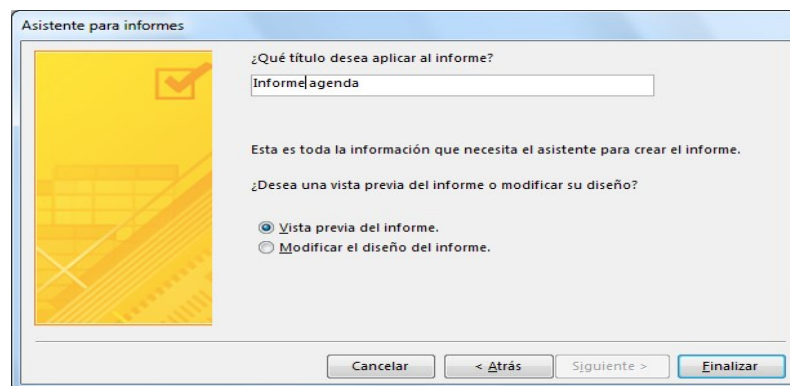 Asistente para informes
¿Qué título desea aplicar al informe?
Informe agenda
Esta es toda la información que necesita el asistente para crear el informe.
¿Desea una vista previa del informe o modificar su diseño?
Vista previa del informe.
Modificar el diseño del informe.
Cancelar < Atrás Siguiente > Finalizar